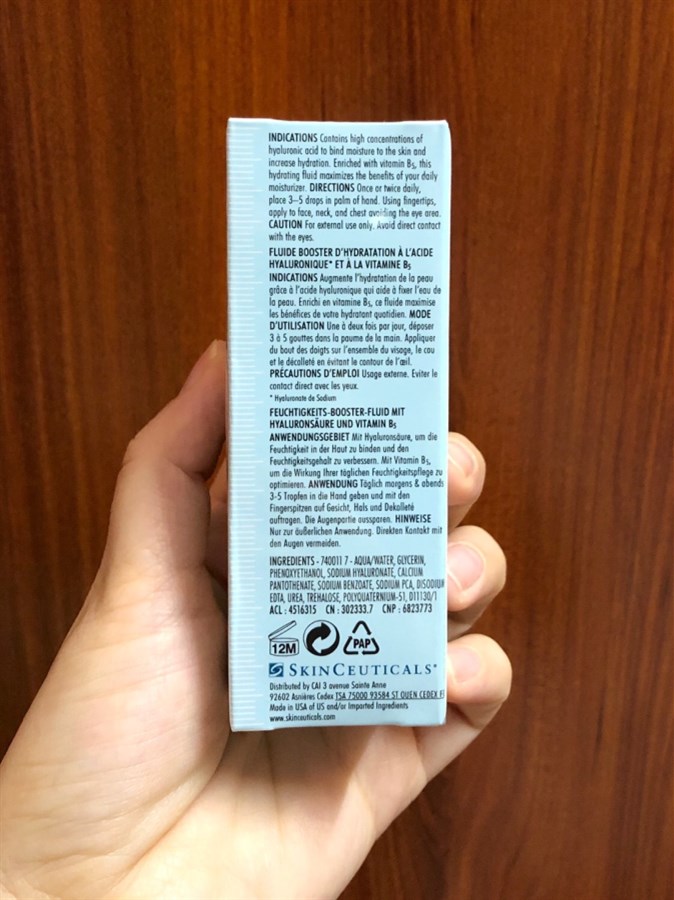 INDICATIONS Contains high concentrations of
hyaluronic acid to bind moisture to the skin and
increase hydration. Enriched with vitamin B5, this
hydrating fluid maximizes the benefits of your daily
moisturizer. DIRECTIONS Once or twice daily,
place 3–5 drops in palm of hand. Using fingertips,
apply to face, neck, and chest avoiding the eye area.
CAUTION For external use only. Avoid direct contact
with the eyes.
FLUIDE BOOSTER D'HYDRATATION À L'ACIDE
HYALURONIQUE* ET À LA VITAMINE B5
INDICATIONS Augmente l'hydratation de la peau
grâce à l'acide hyaluronique qui aide à fixer l'eau de
la peau. Enrichi en vitamine B5, ce fluide maximise
les bénéfices de votre hydratant quotidien. MODE
D'UTILISATION Une à deux fois par jour, déposer
3 à 5 gouttes dans la paume de la main. Appliquer
du bout des doigts sur l'ensemble du visage, le cou
et le décolleté en évitant le contour de l'œil.
PRÉCAUTIONS D'EMPLOI Usage externe. Eviter le
contact direct avec les yeux.
* Hyaluronate de Sodium
FEUCHTIGKEITS-BOOSTER-FLUID MIT
HYALURONSÄURE UND VITAMIN B5
ANWENDUNGSGEBIET Mit Hyaluronsäure, um die
Feuchtigkeit in der Haut zu binden und den
Feuchtigkeitsgehalt zu verbessern. Mit Vitamin B5,
um die Wirkung Ihrer täglichen Feuchtigkeitspflege zu
optimieren. ANWENDUNG Täglich morgens & abends
3-5 Tropfen in die Hand geben und mit den
Fingerspitzen auf Gesicht, Hals und Dekolleté
auftragen. Die Augenpartie aussparen. HINWEISE
Nur zur äußerlichen Anwendung. Direkten Kontakt mit
den Augen vermeiden.
INGREDIENTS - 740011 7 - AQUA/WATER, GLYCERIN,
PHENOXYETHANOL, SODIUM HYALURONATE, CALCIUM
PANTOTHENATE, SODIUM BENZOATE, SODIUM PCA, DISODIUM
EDTA, UREA, TREHALOSE, POLYQUATERNIUM-51, D11130/1
ACL : 4516315 CN : 302333.7 CNP : 6823773
12M PAP
SKINCEUTICALS
Distributed by CAI 3 avenue Sainte Anne
92602 Asnières Cedex TSA 75000 93584 ST OUEN CEDEX
Made in USA of US and/or Imported Ingredients
www.skinceuticals.com